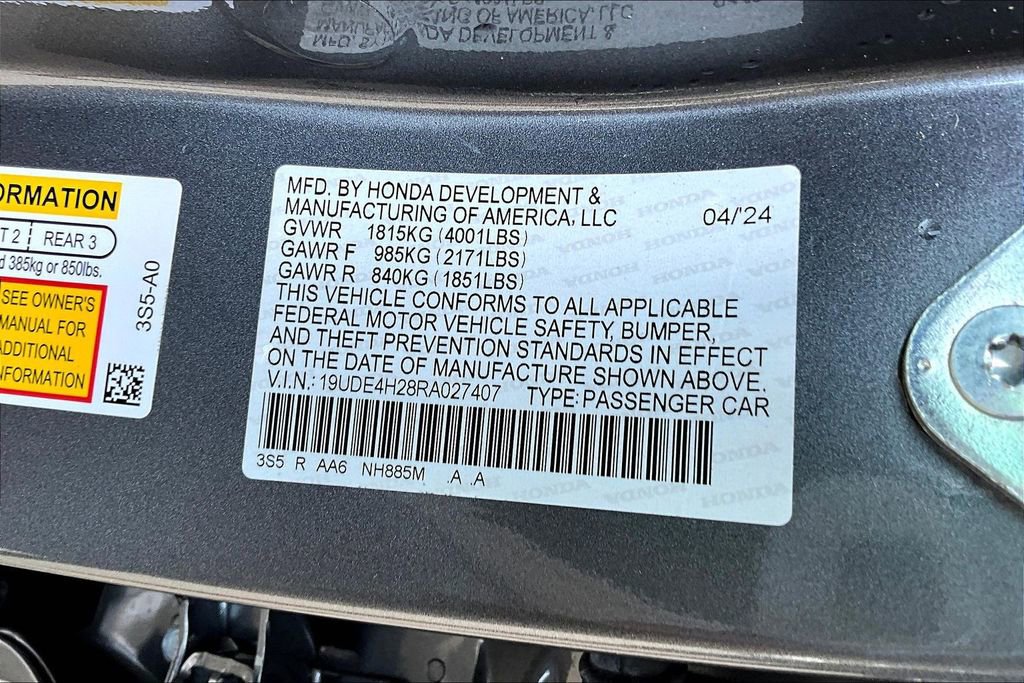 MFD. BY HONDA DEVELOPMENT &
MANUFACTURING OF AMERICA, LLC 04/'24
GVWR 1815KG (4001LBS)
GAWR F 985KG (2171LBS)
GAWR R 840KG (1851LBS)
THIS VEHICLE CONFORMS TO ALL APPLICABLE
FEDERAL MOTOR VEHICLE SAFETY, BUMPER,
AND THEFT PREVENTION STANDARDS IN EFFECT
ON THE DATE OF MANUFACTURE SHOWN ABOVE.
V.I.N.: 19UDE4H28RA027407 TYPE: PASSENGER CAR
3S5 R AA6 NH885M .A .A
ORMATION
T 2 REAR 3
d 385kg or 850lbs.
SEE OWNER'S
MANUAL FOR
ADDITIONAL
INFORMATION
3S5-A0